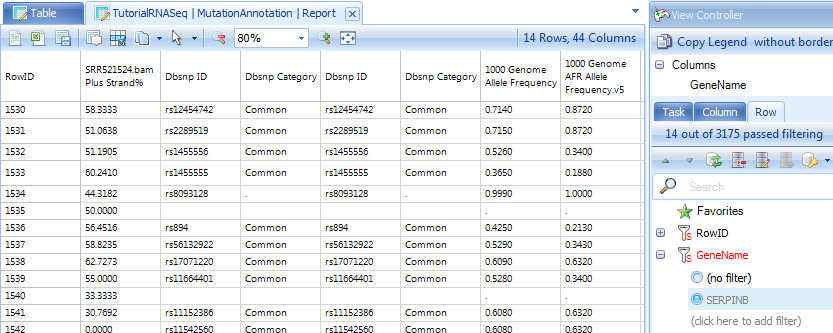 Table
TutorialRNASeq | MutationAnnotation | Report
View Controller
80%
14 Rows, 44 Columns
Copy Legend without border
RowID SRR521524.bam Plus Strand% Dbsnp ID Dbsnp Category Dbsnp ID Dbsnp Category 1000 Genome Allele Frequency 1000 Genome AFR Allele Frequency.v5
1530 58.3333 rs12454742 Common rs12454742 Common 0.7140 0.8720
1531 51.0638 rs2289519 Common rs2289519 Common 0.7150 0.8720
1532 51.1905 rs1455556 Common rs1455556 Common 0.5260 0.3400
1533 60.2410 rs1455555 Common rs1455555 Common 0.3650 0.1880
1534 44.3182 rs8093128 . rs8093128 . 0.9990 1.0000
1535 50.0000 . .
1536 56.4516 rs894 Common rs894 Common 0.4250 0.2130
1537 58.8235 rs56132922 Common rs56132922 Common 0.5290 0.3430
1538 62.7273 rs17071220 Common rs17071220 Common 0.6090 0.6320
1539 55.0000 rs11664401 Common rs11664401 Common 0.5280 0.3400
1540 33.3333 . .
1541 30.7692 rs11152386 Common rs11152386 Common 0.6080 0.6320
1542 0.0000 rs11542560 Common rs11542560 Common 0.6080 0.6320
Columns
GeneName
Task Column Row
14 out of 3175 passed filtering
Search
Favorites
RowID
GeneName
(no filter)
SERPINB
(click here to add filter)